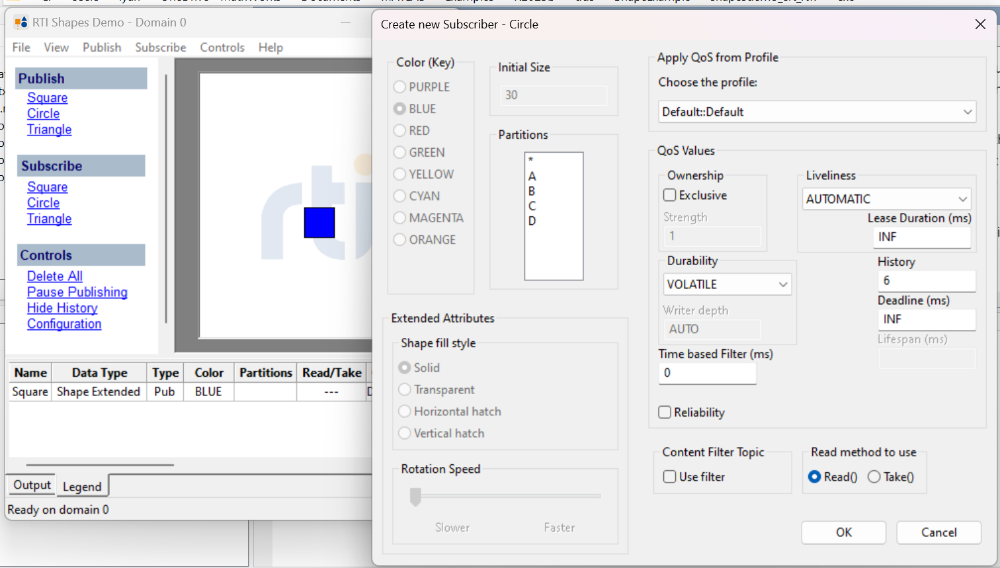 RTI Shapes Demo - Domain 0
File View Publish Subscribe Controls Help
Publish
Square
Circle
Triangle
Subscribe
Square
Circle
Triangle
Controls
Delete All
Pause Publishing
Hide History
Configuration
rti
Name Data Type Type Color Partitions Read/Take
Square Shape Extended Pub BLUE ---
Output Legend
Ready on domain 0
Create new Subscriber - Circle
Color (Key)
PURPLE
BLUE
RED
GREEN
YELLOW
CYAN
MAGENTA
ORANGE
Initial Size
30
Partitions
*
A
B
C
D
Extended Attributes
Shape fill style
Solid
Transparent
Horizontal hatch
Vertical hatch
Rotation Speed
Slower Faster
Apply QoS from Profile
Choose the profile:
Default::Default
QoS Values
Ownership
Exclusive
Strength
1
Liveliness
AUTOMATIC
Lease Duration (ms)
INF
Durability
VOLATILE
Writer depth
AUTO
History
6
Deadline (ms)
INF
Lifespan (ms)
Time based Filter (ms)
0
Reliability
Content Filter Topic
Use filter
Read method to use
Read() Take()
OK Cancel